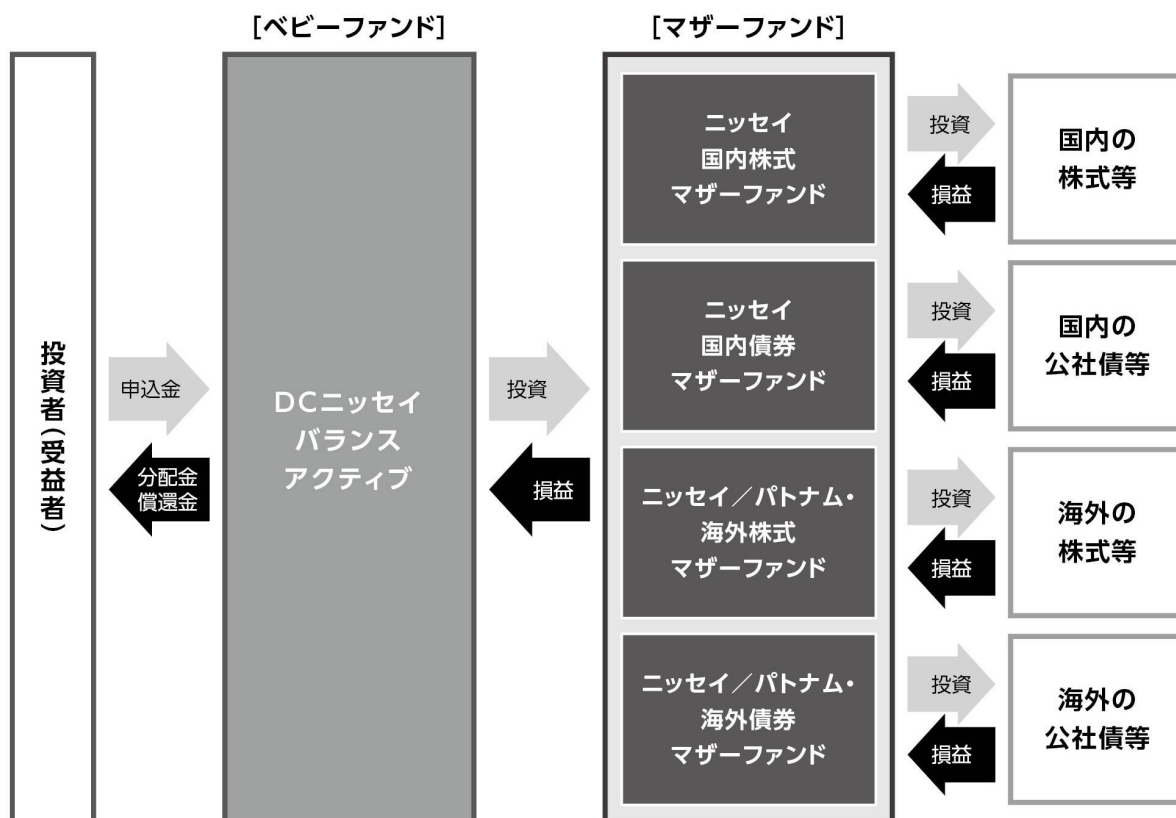 [ベビーファンド]
[マザーファンド]
投資者(受益者)
申込金
分配金
償還金
DCニッセイ
バランス
アクティブ
投資
損益
ニッセイ
国内株式
マザーファンド
投資
損益
国内の
株式等
ニッセイ
国内債券
マザーファンド
投資
損益
国内の
公社債等
ニッセイ／パトナム・
海外株式
マザーファンド
投資
損益
海外の
株式等
ニッセイ／パトナム・
海外債券
マザーファンド
投資
損益
海外の
公社債等